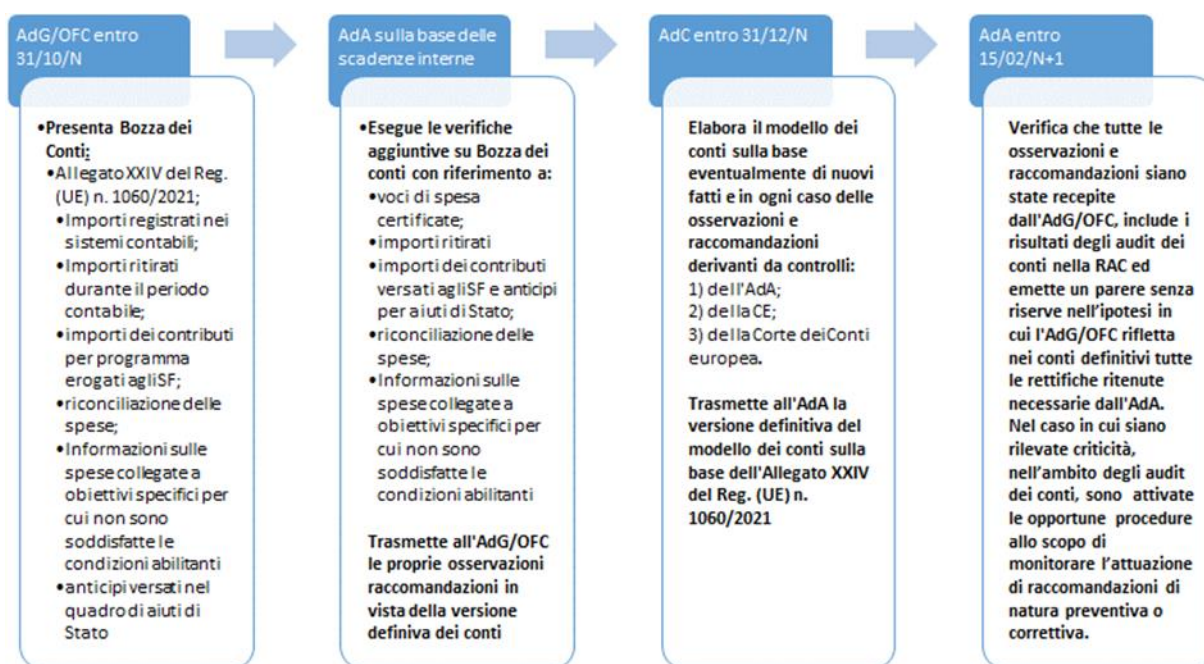 AdG/OFC entro
31/10/N
•Presenta Bozza dei
Conti:
•Allegato XXIV del Reg.
(UE) n. 1060/2021;
•Importi registrati nei
sistemi contabili;
•Importi ritirati
durante il periodo
contabile;
•importi dei contributi
per programma
erogati agli SF;
•riconciliazione delle
spese;
•Informazioni sulle
spese collegate a
obiettivi specifici per
cui non sono
soddisfatte le
condizioni abilitanti
•anticipi versati nel
quadro di aiuti di
Stato
AdA sulla base delle
scadenze interne
•Esegue le verifiche
aggiuntive su Bozza dei
conti con riferimento a:
•voci di spesa
certificate;
•importi ritirati
•importi dei contributi
versati agli SF e anticipi
per aiuti di Stato;
•riconciliazione delle
spese;
•Informazioni sulle
spese collegate a
obiettivi specifici per
cui non sono
soddisfatte le
condizioni abilitanti
Trasmette all'AdG/OFC
le proprie osservazioni
raccomandazioni in
vista della versione
definiva dei conti
AdC entro 31/12/N
Elabora il modello dei
conti sulla base
eventualmente di nuovi
fatti e in ogni caso delle
osservazioni e
raccomandazioni
derivanti da controlli:
1) dell'AdA;
2) della CE;
3) della Corte dei Conti
europea.
Trasmette all'AdA la
versione definitiva del
modello dei conti sulla
base dell'Allegato XXIV
del Reg. (UE) n.
1060/2021
AdA entro
15/02/N+1
Verifica che tutte le
osservazioni e
raccomandazioni siano
state recepite
dall'AdG/OFC, include i
risultati degli audit dei
conti nella RAC ed
emette un parere senza
riserve nell’ipotesi in
cui l'AdG/OFC rifletta
nei conti definitivi tutte
le rettifiche ritenute
necessarie dall'AdA.
Nel caso in cui siano
rilevate criticità,
nell’ambito degli audit
dei conti, sono attivate
le opportune procedure
allo scopo di
monitorare l’attuazione
di raccomandazioni di
natura preventiva o
correttiva.